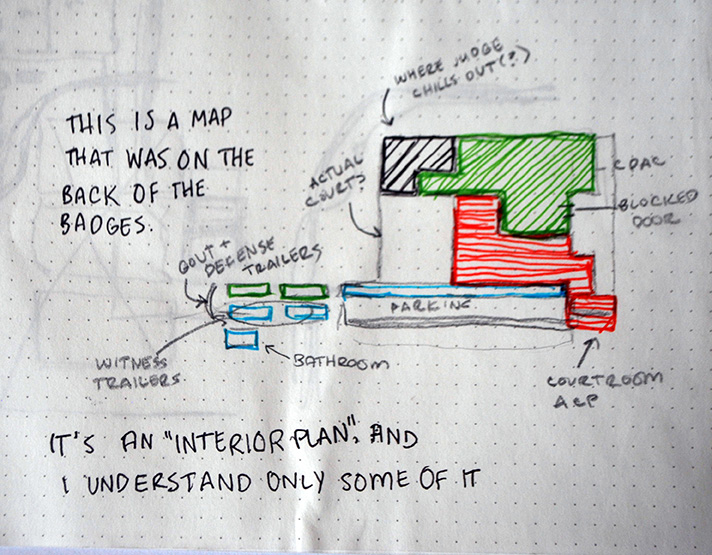 WHERE JUDGE
CHILLS OUT(?)
THIS IS A MAP
THAT WAS ON THE
BACK OF THE
BADGES.
ACTUAL
COURT?
CPAC
BLOCKED
DOOR
GOVT +
DEFENSE
TRAILERS
PARKING
WITNESS
TRAILERS
BATHROOM
COURTROOM
ACP
IT'S AN "INTERIOR PLAN", AND
I UNDERSTAND ONLY SOME OF IT